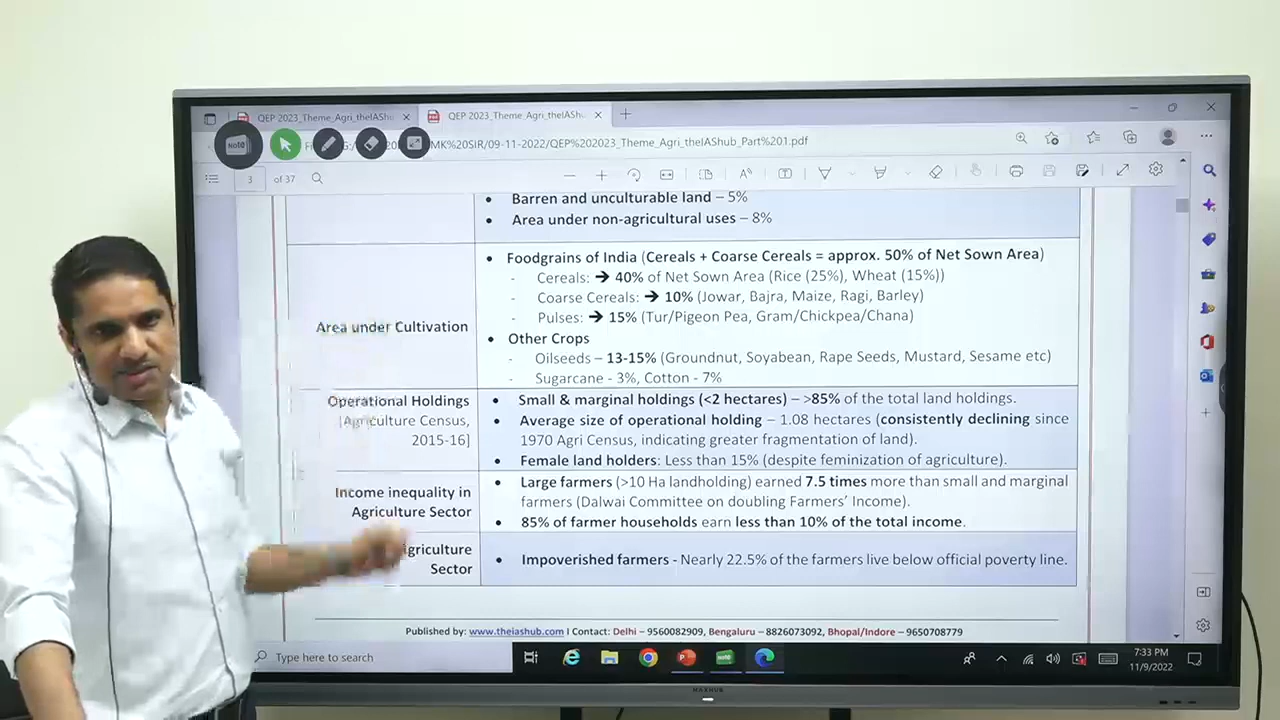 QEP 2023_Theme_Agri_theIASh
QEP 2023_Theme_Agri_theIASh
Note
MK%20SiR/09-11-2022/QEP%202023_Theme_Agri_theIAShub_Part%201.pdf
3 of 37
• Barren and unculturable land – 5%
• Area under non-agricultural uses – 8%
Area under Cultivation
• Foodgrains of India (Cereals + Coarse Cereals = approx. 50% of Net Sown Area)
- Cereals: ➔ 40% of Net Sown Area (Rice (25%), Wheat (15%))
- Coarse Cereals: ➔ 10% (Jowar, Bajra, Maize, Ragi, Barley)
- Pulses: ➔ 15% (Tur/Pigeon Pea, Gram/Chickpea/Chana)
• Other Crops
- Oilseeds – 13-15% (Groundnut, Soyabean, Rape Seeds, Mustard, Sesame etc)
- Sugarcane - 3%, Cotton - 7%
Operational Holdings
[Agriculture Census,
2015-16]
• Small & marginal holdings (<2 hectares) – >85% of the total land holdings.
• Average size of operational holding – 1.08 hectares (consistently declining since
1970 Agri Census, indicating greater fragmentation of land).
• Female land holders: Less than 15% (despite feminization of agriculture).
Income inequality in
Agriculture Sector
• Large farmers (>10 Ha landholding) earned 7.5 times more than small and marginal
farmers (Dalwai Committee on doubling Farmers' Income).
• 85% of farmer households earn less than 10% of the total income.
griculture
Sector
• Impoverished farmers - Nearly 22.5% of the farmers live below official poverty line.
Published by: www.theiashub.com I Contact: Delhi – 9560082909, Bengaluru – 8826073092, Bhopal/Indore – 9650708779
Type here to search
7:33 PM
11/9/2022
MAXHUB